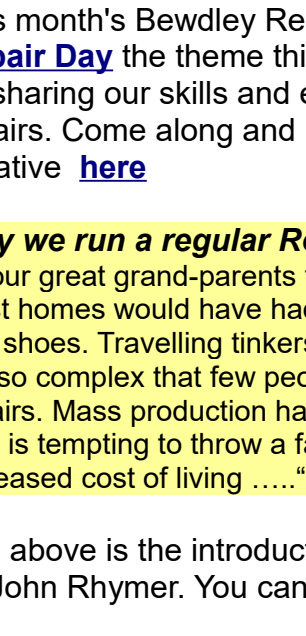 s month's Bewdley Re
pair Day the theme thi
sharing our skills and e
airs. Come along and
ative here
y we run a regular R
our great grand-parents
st homes would have ha
shoes. Travelling tinkers
so complex that few peo
airs. Mass production ha
is tempting to throw a fa
eased cost of living …..“
above is the introduct
John Rhymer. You can